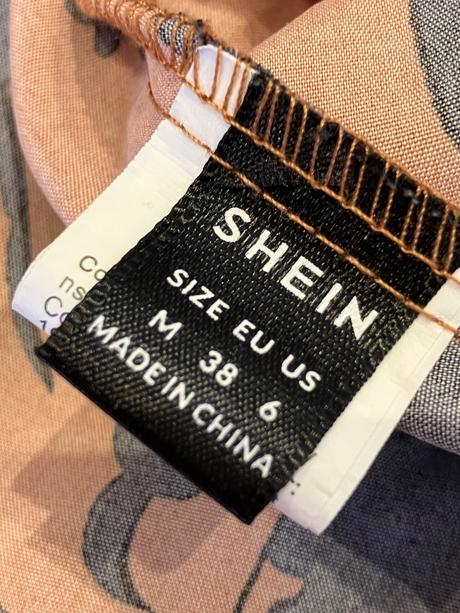 SHEIN
SIZE EU US
M 38 6
MADE IN CHINA